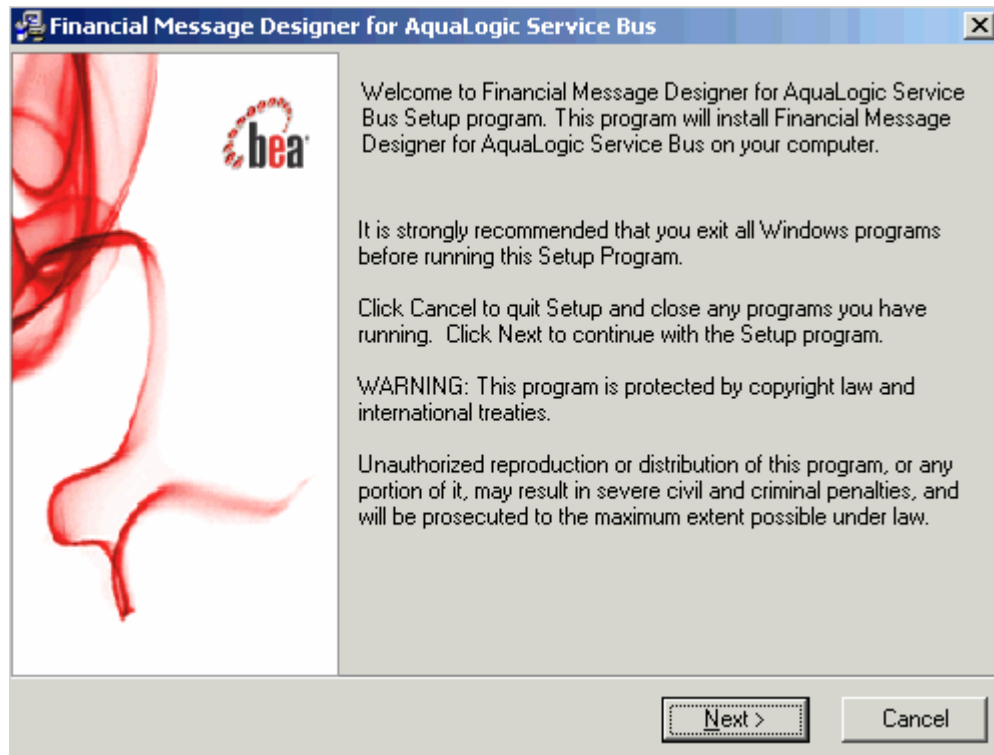 Financial Message Designer for AquaLogic Service Bus
bea
Welcome to Financial Message Designer for AquaLogic Service
Bus Setup program. This program will install Financial Message
Designer for AquaLogic Service Bus on your computer.
It is strongly recommended that you exit all Windows programs
before running this Setup Program.
Click Cancel to quit Setup and close any programs you have
running.  Click Next to continue with the Setup program.
WARNING: This program is protected by copyright law and
international treaties.
Unauthorized reproduction or distribution of this program, or any
portion of it, may result in severe civil and criminal penalties, and
will be prosecuted to the maximum extent possible under law.
Next >
Cancel